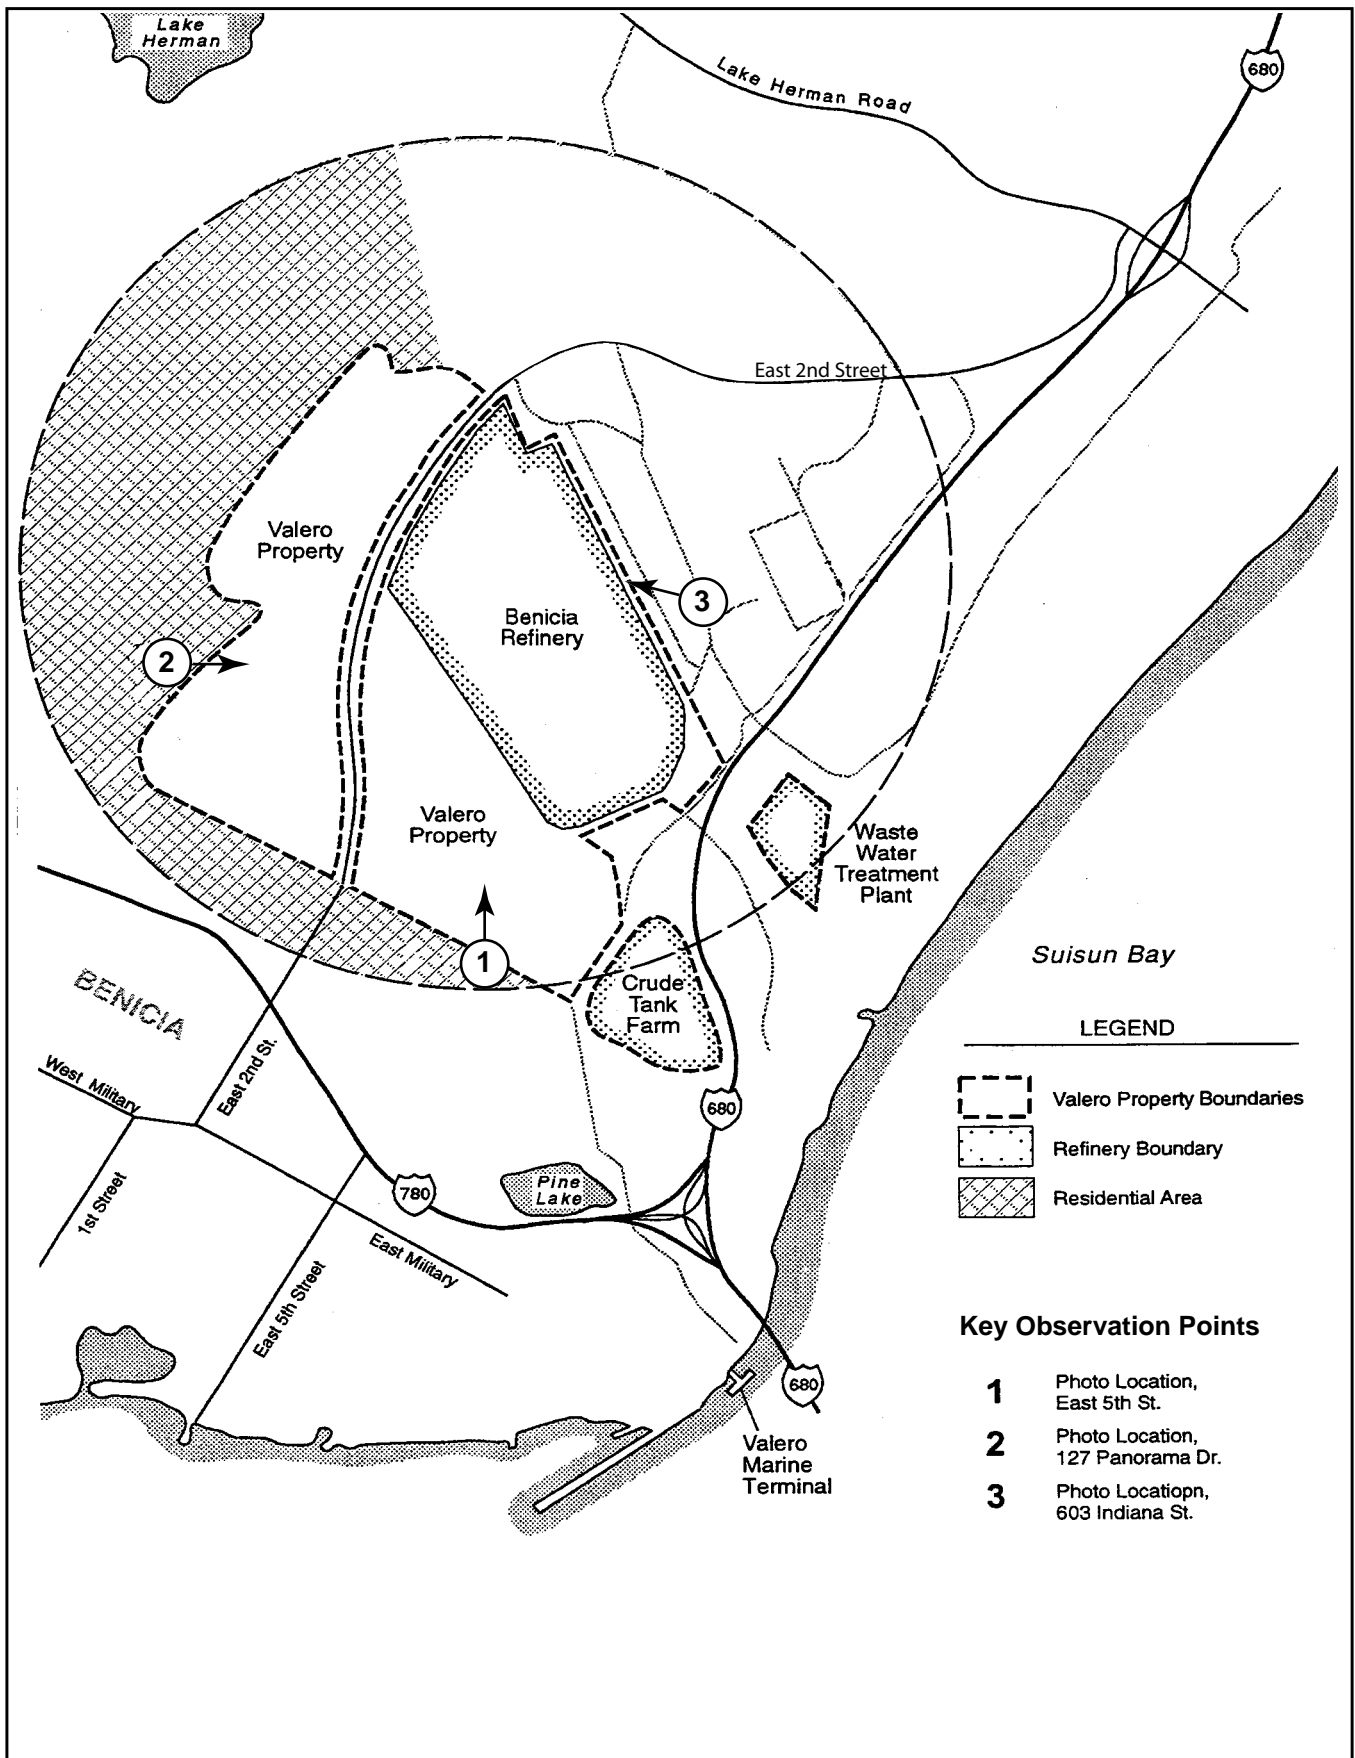 Lake
Herman
680
Lake Herman Road
East 2nd Street
Valero
Property
3
Benicia
Refinery
2
Valero
Property
Waste
Water
Treatment
Plant
1
Suisun Bay
Crude
Tank
Farm
BENICIA
LEGEND
West Military
East 2nd St.
680
Valero Property Boundaries
Refinery Boundary
Residential Area
1st Street
780
Pine
Lake
East Military
East 5th Street
680
Valero
Marine
Terminal
Key Observation Points
1 Photo Location,
East 5th St.
2 Photo Location,
127 Panorama Dr.
3 Photo Locatiopn,
603 Indiana St.